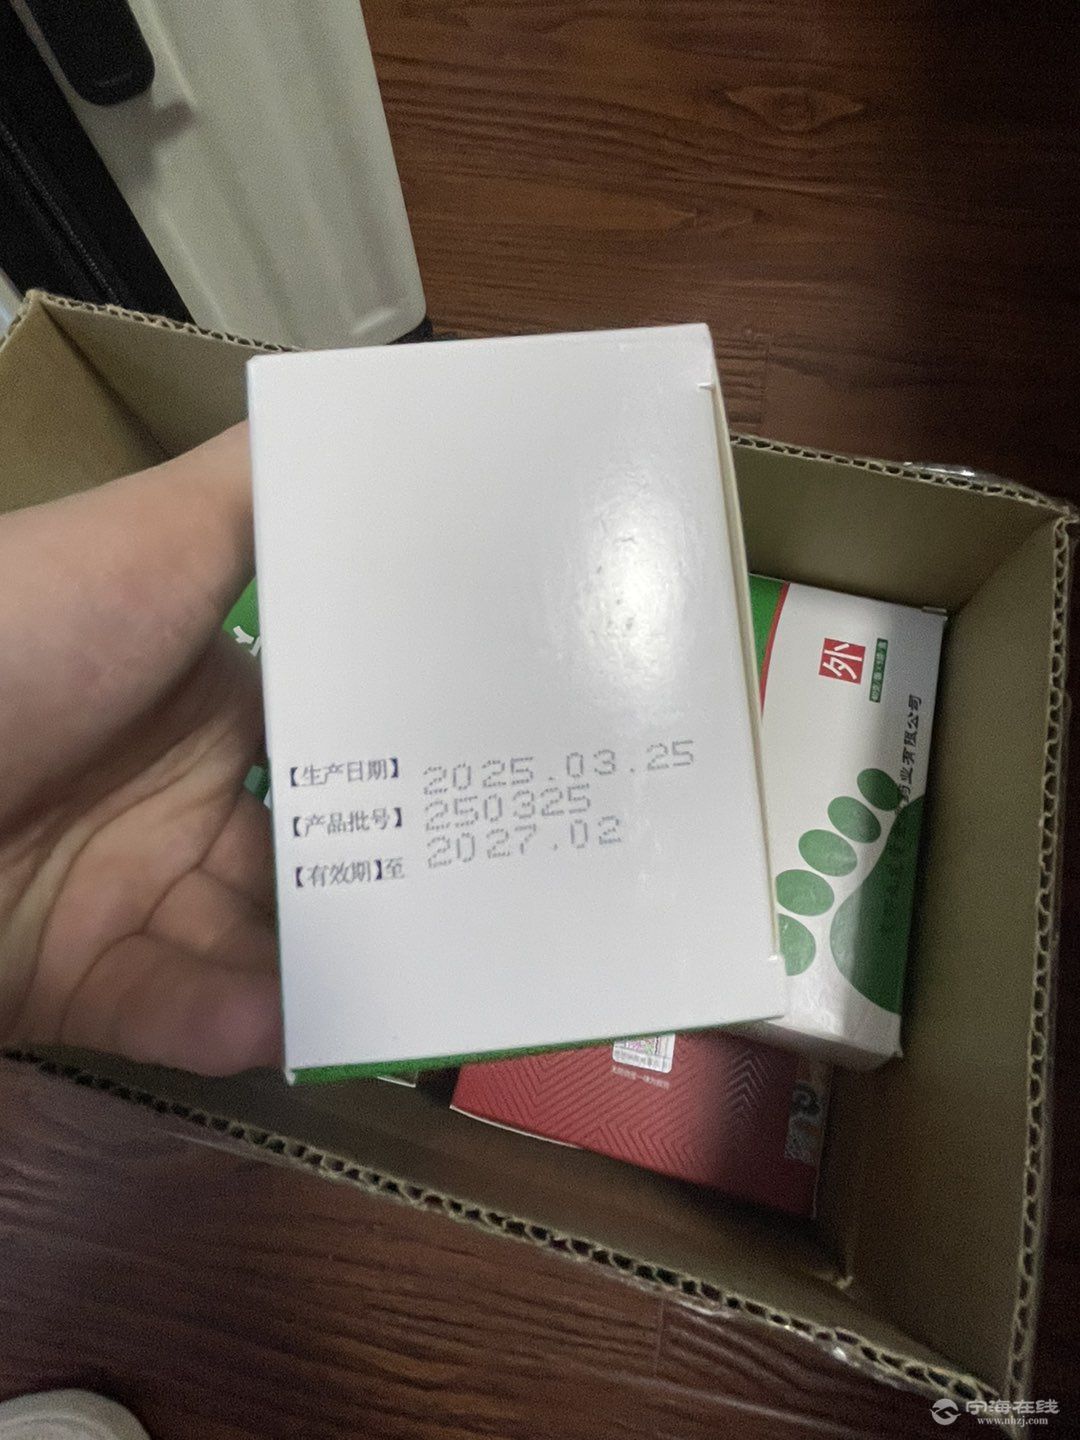 【生产日期】 2025.03.25
【产品批号】 250325
【有效期】至 2027.02
外
药业有限公司
宁海在线
www.nhzj.com